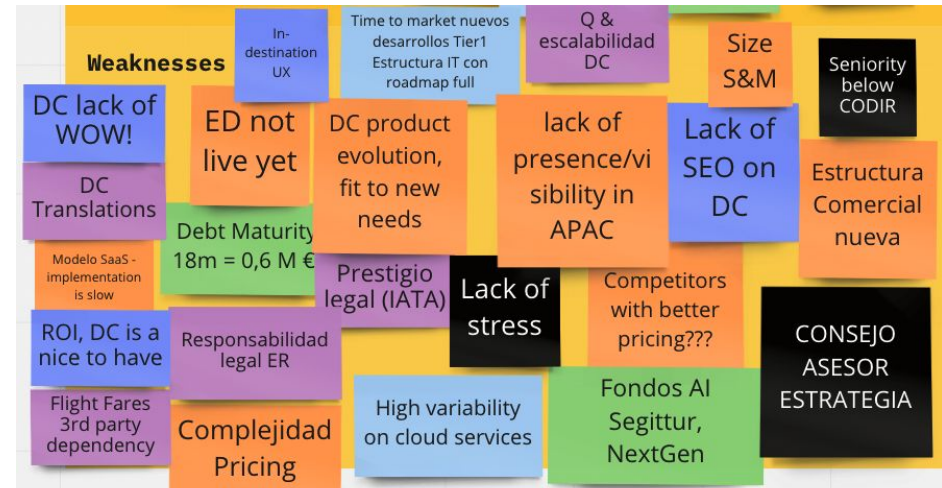 Weaknesses
In-
destination
UX
Time to market nuevos
desarrollos Tier1
Estructura IT con
roadmap full
Q &
escalabilidad
DC
Size
S&M
Seniority
below
CODIR
DC lack of
WOW!
ED not
live yet
DC product
evolution,
fit to new
needs
lack of
presence/vi
sibility in
APAC
Lack of
SEO on
DC
Estructura
Comercial
nueva
DC
Translations
Debt Maturity
18m = 0,6 M €
Modelo SaaS -
implementation
is slow
Prestigio
legal (IATA)
Lack of
stress
Competitors
with better
pricing???
CONSEJO
ASESOR
ESTRATEGIA
ROI, DC is a
nice to have
Responsabilidad
legal ER
Flight Fares
3rd party
dependency
Complejidad
Pricing
High variability
on cloud services
Fondos AI
Segittur,
NextGen